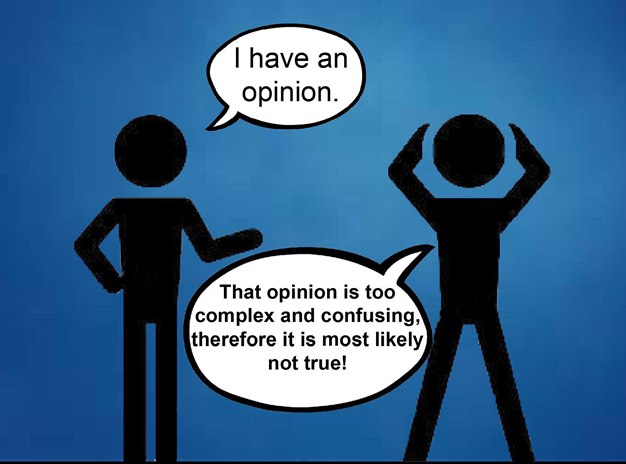 I have an
opinion.
That opinion is too
complex and confusing,
therefore it is most likely
not true!